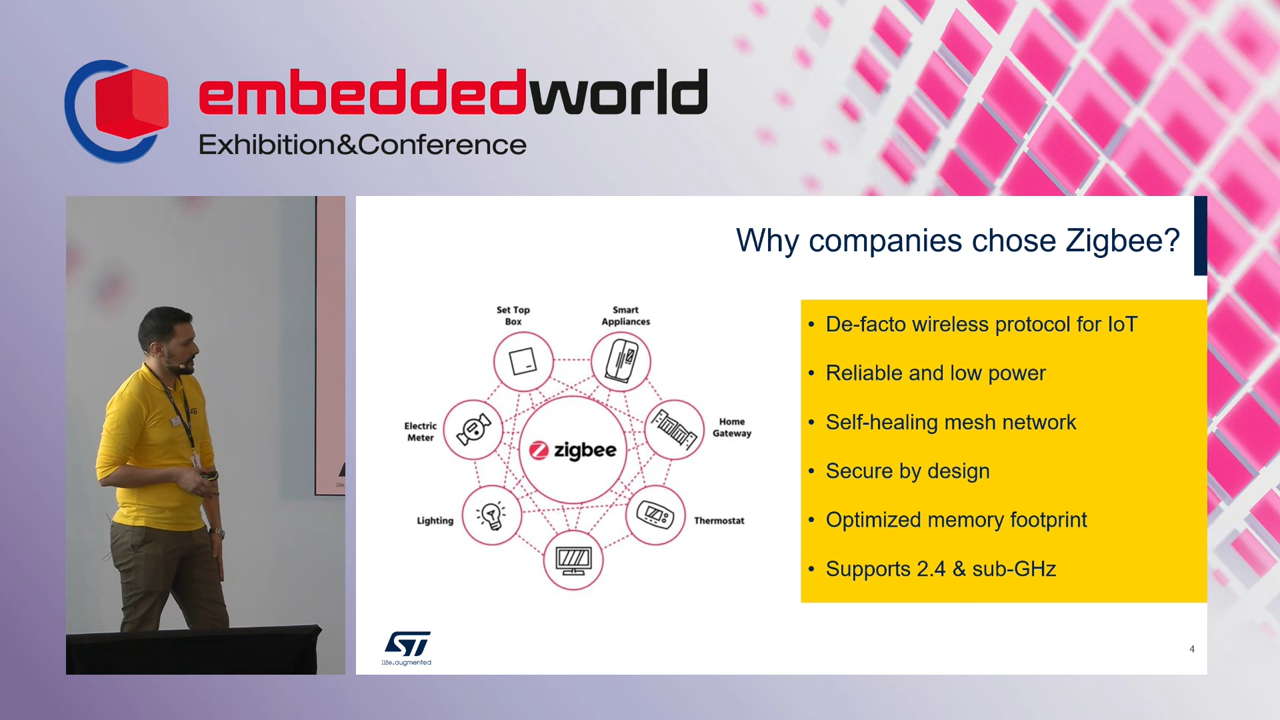 embeddedworld
Exhibition&Conference
Why companies chose Zigbee?
Set Top
Box
Smart
Appliances
Electric
Meter
zigbee
Home
Gateway
Lighting
Thermostat
• De-facto wireless protocol for IoT
• Reliable and low power
• Self-healing mesh network
• Secure by design
• Optimized memory footprint
• Supports 2.4 & sub-GHz
ST
life.augmented
4